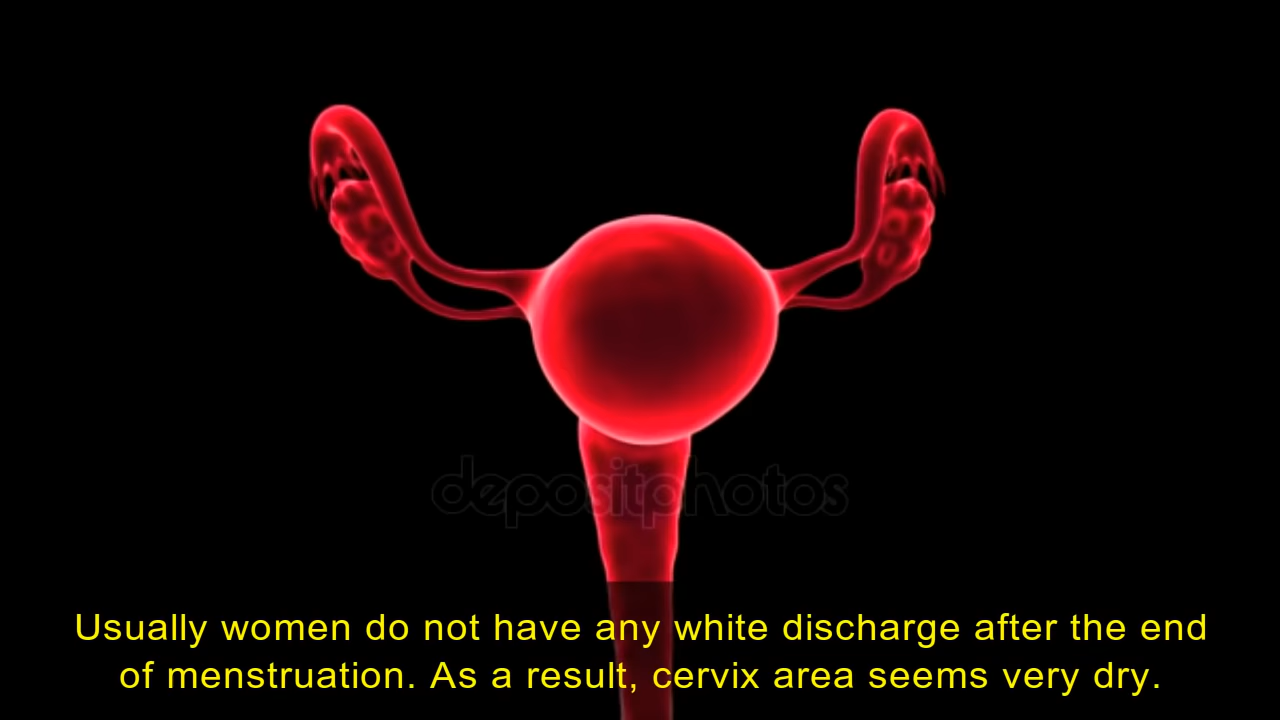 depositphotos
Usually women do not have any white discharge after the end
of menstruation. As a result, cervix area seems very dry.